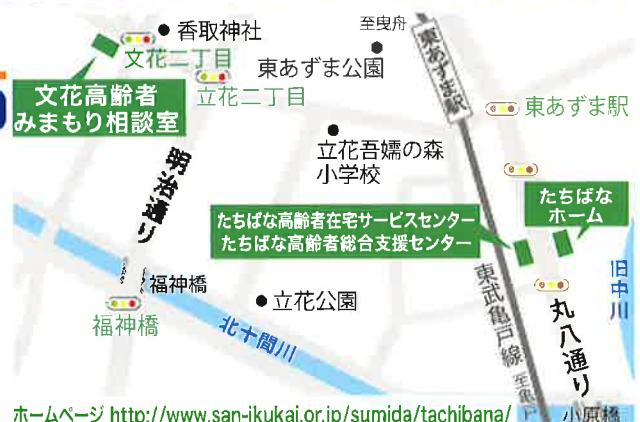 香取神社
文花二丁目
至曳舟
東あずま公園
立花二丁目
文花高齢者
みまもり相談室
東あずま駅
東あずま駅
立花吾嬬の森
小学校
明治通り
たちばな
ホーム
たちばな高齢者在宅サービスセンター
たちばな高齢者総合支援センター
福神橋
福神橋
立花公園
北十間川
東武亀戸線
旧中川
丸八通り
小原橋
ホームページ http://www.san-ikukai.or.jp/sumida/tachibana/